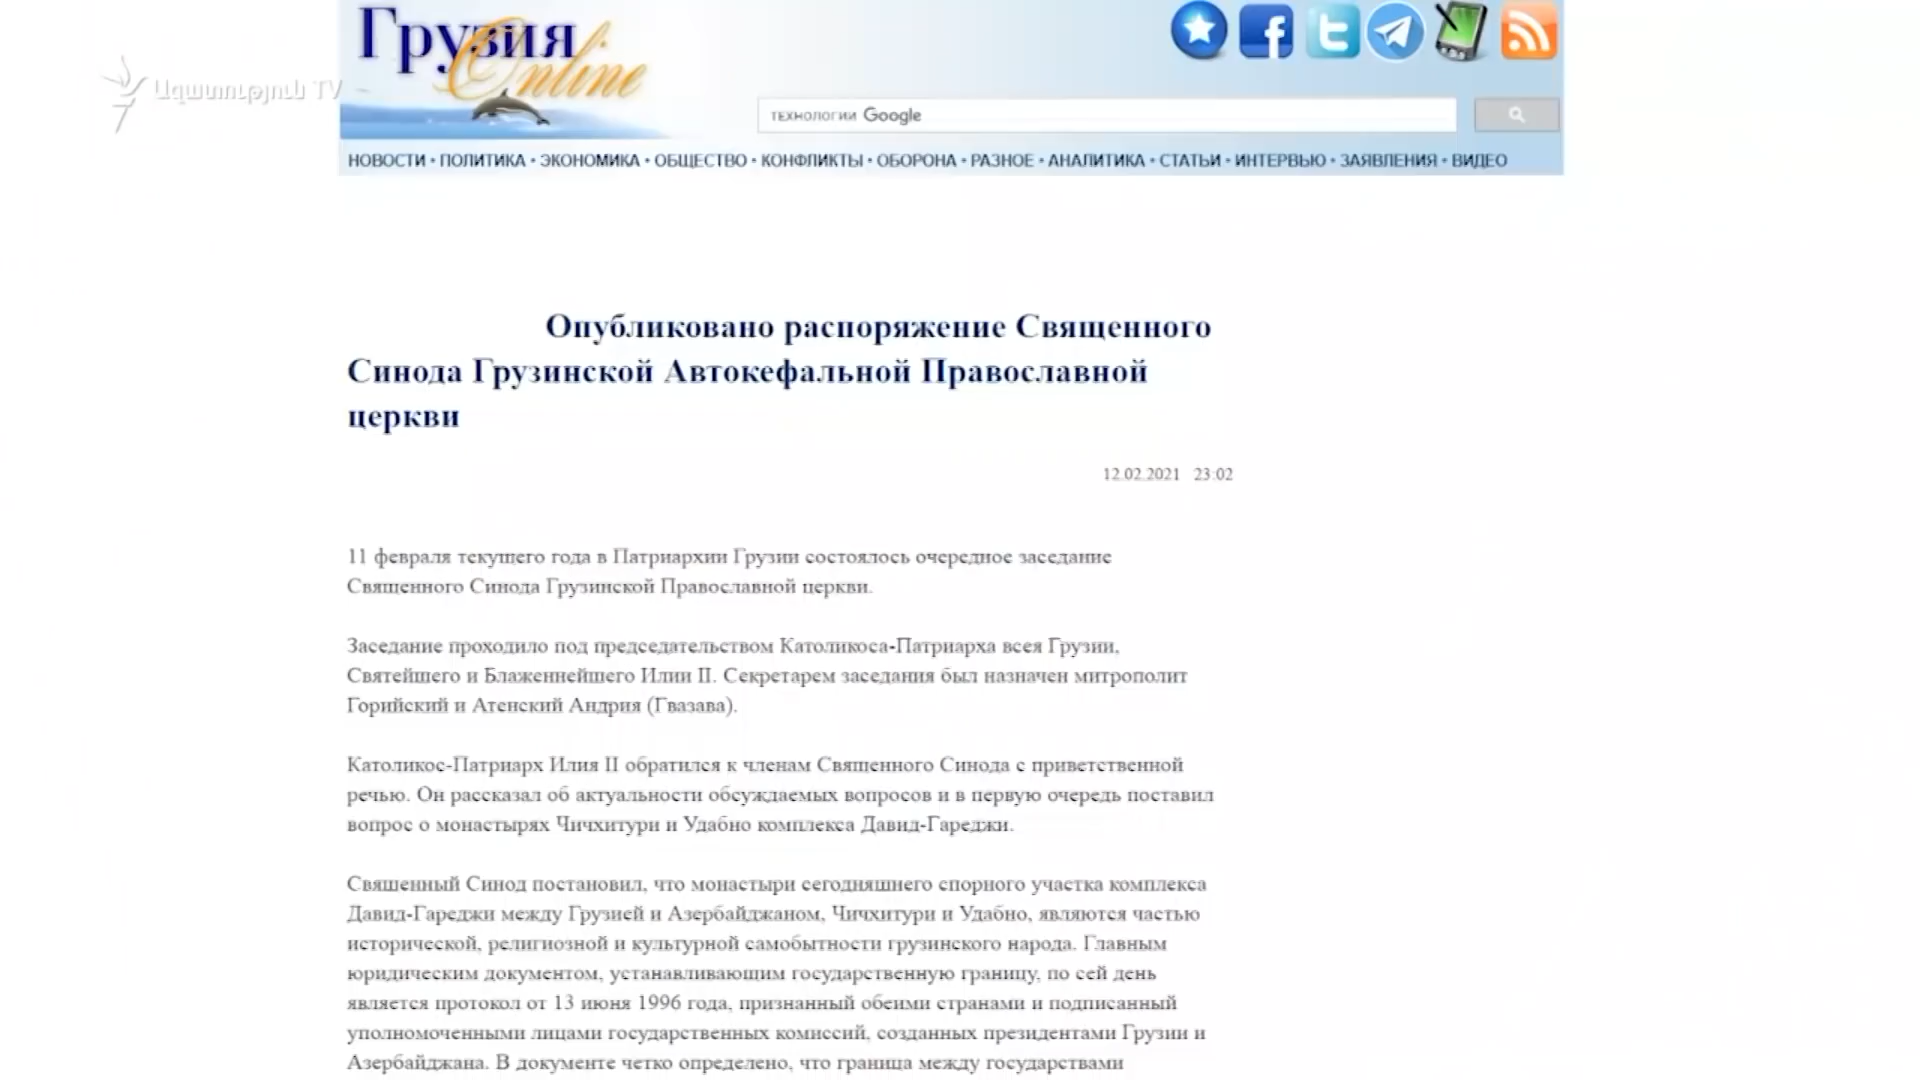 Грузия
Online
Ազատություն TV
технологии Google
НОВОСТИ • ПОЛИТИКА • ЭКОНОМИКА • ОБЩЕСТВО • КОНФЛИКТЫ • ОБОРОНА • РАЗНОЕ • АНАЛИТИКА • СТАТЬИ • ИНТЕРВЬЮ • ЗАЯВЛЕНИЯ • ВИДЕО
Опубликовано распоряжение Священного
Синода Грузинской Автокефальной Православной
церкви
12.02.2021 23:02
11 февраля текущего года в Патриархии Грузии состоялось очередное заседание
Священного Синода Грузинской Православной церкви.
Заседание проходило под председательством Католикоса-Патриарха всея Грузии,
Святейшего и Блаженнейшего Илии II. Секретарем заседания был назначен митрополит
Горийский и Атенский Андрия (Гвазава).
Католикос-Патриарх Илия II обратился к членам Священного Синода с приветственной
речью. Он рассказал об актуальности обсуждаемых вопросов и в первую очередь поставил
вопрос о монастырях Чичхитури и Удабно комплекса Давид-Гареджи.
Священный Синод постановил, что монастыри сегодняшнего спорного участка комплекса
Давид-Гареджи между Грузией и Азербайджаном, Чичхитури и Удабно, являются частью
исторической, религиозной и культурной самобытности грузинского народа. Главным
юридическим документом, устанавливающим государственную границу, по сей день
является протокол от 13 июня 1996 года, признанный обеими странами и подписанный
уполномоченными лицами государственных комиссий, созданных президентами Грузии и
Азербайджана. В документе четко определено, что граница между государствами